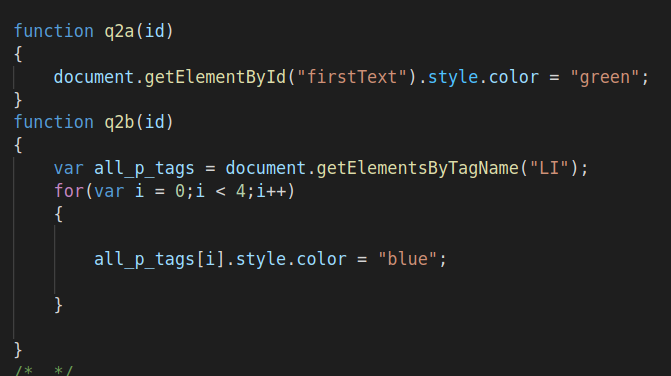 function q2a(id)
{
    document.getElementById("firstText").style.color = "green";
}
function q2b(id)
{
    var all_p_tags = document.getElementsByTagName("LI");
    for(var i = 0;i < 4;i++)
    {
        all_p_tags[i].style.color = "blue";
    }
}
/*  */